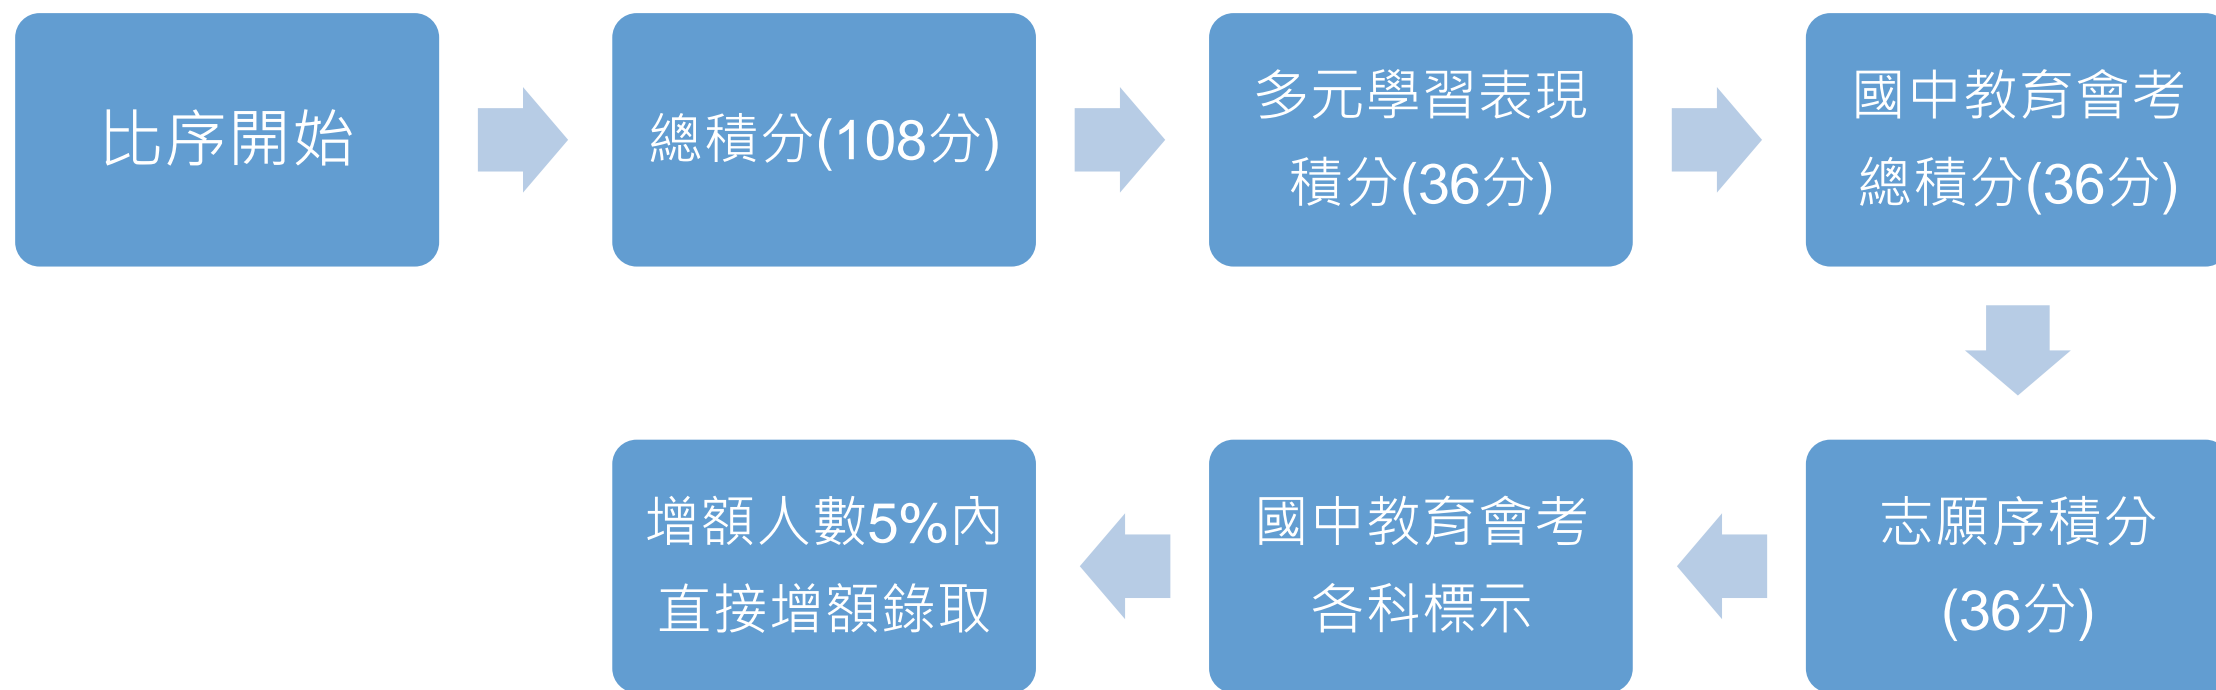 比序開始
總積分(108分)
多元學習表現
積分(36分)
國中教育會考
總積分(36分)
志願序積分
(36分)
國中教育會考
各科標示
增額人數5%內
直接增額錄取